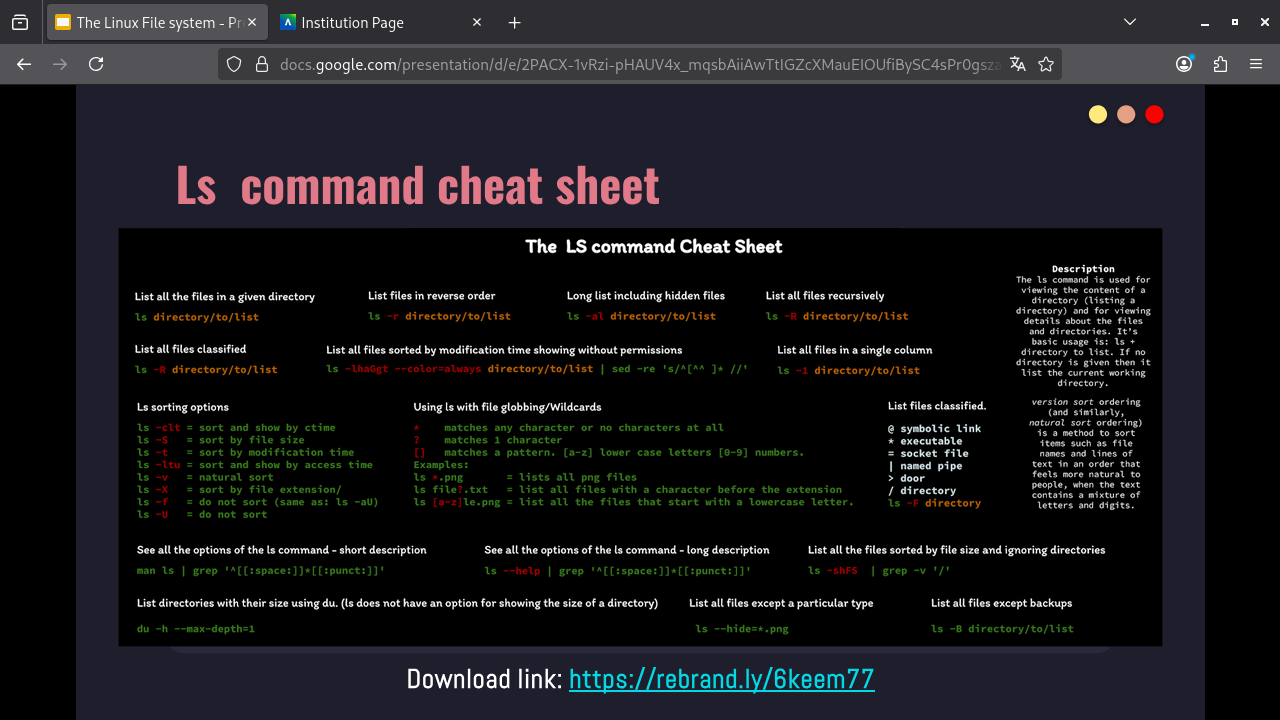 The Linux File system - Pr
Institution Page
docs.google.com/presentation/d/e/2PACX-1vRzi-pHAUV4x_mqsbAiiAwTtIGZcXMauEIOUfiBySC4sPr0gsza
Ls command cheat sheet
The LS command Cheat Sheet
List all the files in a given directory
ls directory/to/list
List files in reverse order
ls -r directory/to/list
Long list including hidden files
ls -al directory/to/list
List all files recursively
ls -R directory/to/list
List all files classified
ls -R directory/to/list
List all files sorted by modification time showing without permissions
ls -lhaGgt --color=always directory/to/list | sed -re 's/^[^^ ]* //'
List all files in a single column
ls -1 directory/to/list
Ls sorting options
ls -clt = sort and show by ctime
ls -S = sort by file size
ls -t = sort by modification time
ls -ltu = sort and show by access time
ls -v = natural sort
ls -X = sort by file extension/
ls -f = do not sort (same as: ls -aU)
ls -U = do not sort
Using ls with file globbing/Wildcards
* matches any character or no characters at all
? matches 1 character
[] matches a pattern. [a-z] lower case letters [0-9] numbers.
Examples:
ls *.png = lists all png files
ls file?.txt = list all files with a character before the extension
ls [a-z]le.png = list all the files that start with a lowercase letter.
List files classified.
@ symbolic link
* executable
= socket file
| named pipe
> door
/ directory
ls -F directory
Description
The ls command is used for
viewing the content of a
directory (listing a
directory) and for viewing
details about the files
and directories. It's
basic usage is: ls +
directory to list. If no
directory is given then it
list the current working
directory.
version sort ordering
(and similarly,
natural sort ordering)
is a method to sort
items such as file
names and lines of
text in an order that
feels more natural to
people, when the text
contains a mixture of
letters and digits.
See all the options of the ls command - short description
man ls | grep '^[[:space:]]*[[:punct:]]'
See all the options of the ls command - long description
ls --help | grep '^[[:space:]]*[[:punct:]]'
List all the files sorted by file size and ignoring directories
ls -shFS | grep -v '/'
List directories with their size using du. (ls does not have an option for showing the size of a directory)
du -h --max-depth=1
List all files except a particular type
ls --hide=*.png
List all files except backups
ls -B directory/to/list
Download link: https://rebrand.ly/6keem77